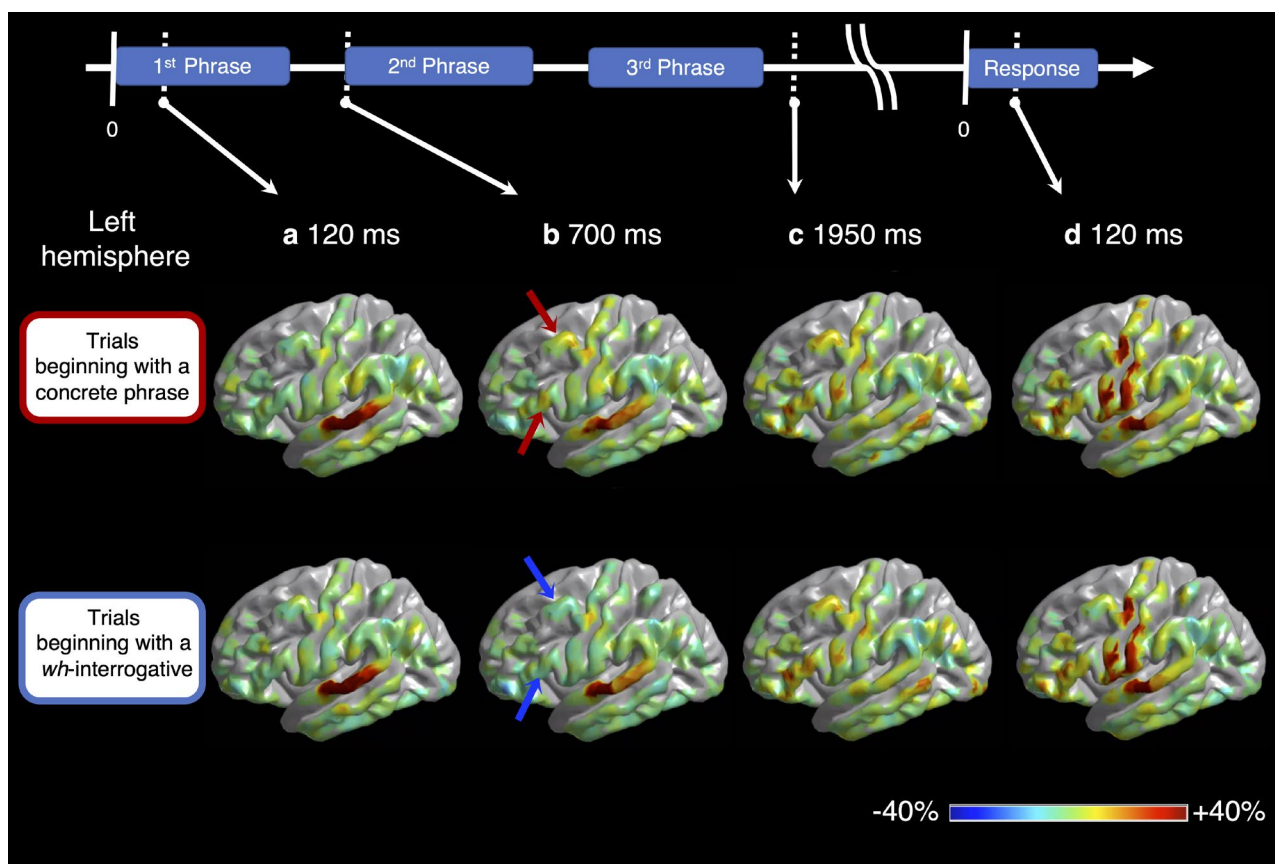 1st Phrase
2nd Phrase
3rd Phrase
Response
0
0
Left
hemisphere
a 120 ms
b 700 ms
c 1950 ms
d 120 ms
Trials
beginning with a
concrete phrase
Trials
beginning with a
wh-interrogative
-40%
+40%